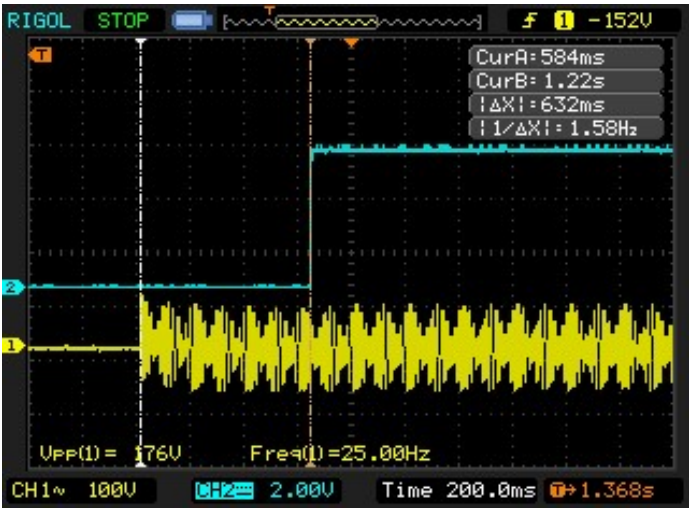 RIGOL STOP T f 1 -152V
T
CurA:584ms
CurB:1.22s
|ΔX|:632ms
|1/ΔX|:1.58Hz
2
1
Vpp(1)= 176V Freq(1)=25.00Hz
CH1~ 100V CH2 2.00V Time 200.0ms T→1.368s